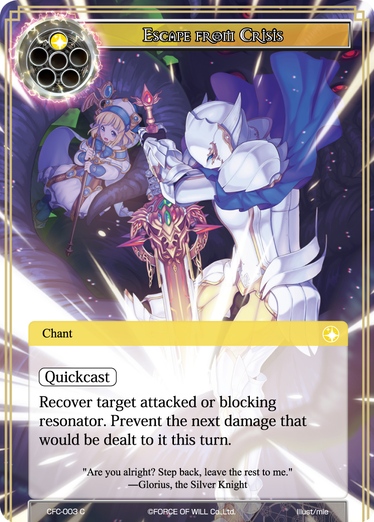 Escape from Crisis
Chant
Quickcast
Recover target attacked or blocking
resonator. Prevent the next damage that
would be dealt to it this turn.
"Are you alright? Step back, leave the rest to me."
—Glorius, the Silver Knight
CFC-003 C ©FORCE OF WILL Co.,Ltd. Illust/mle